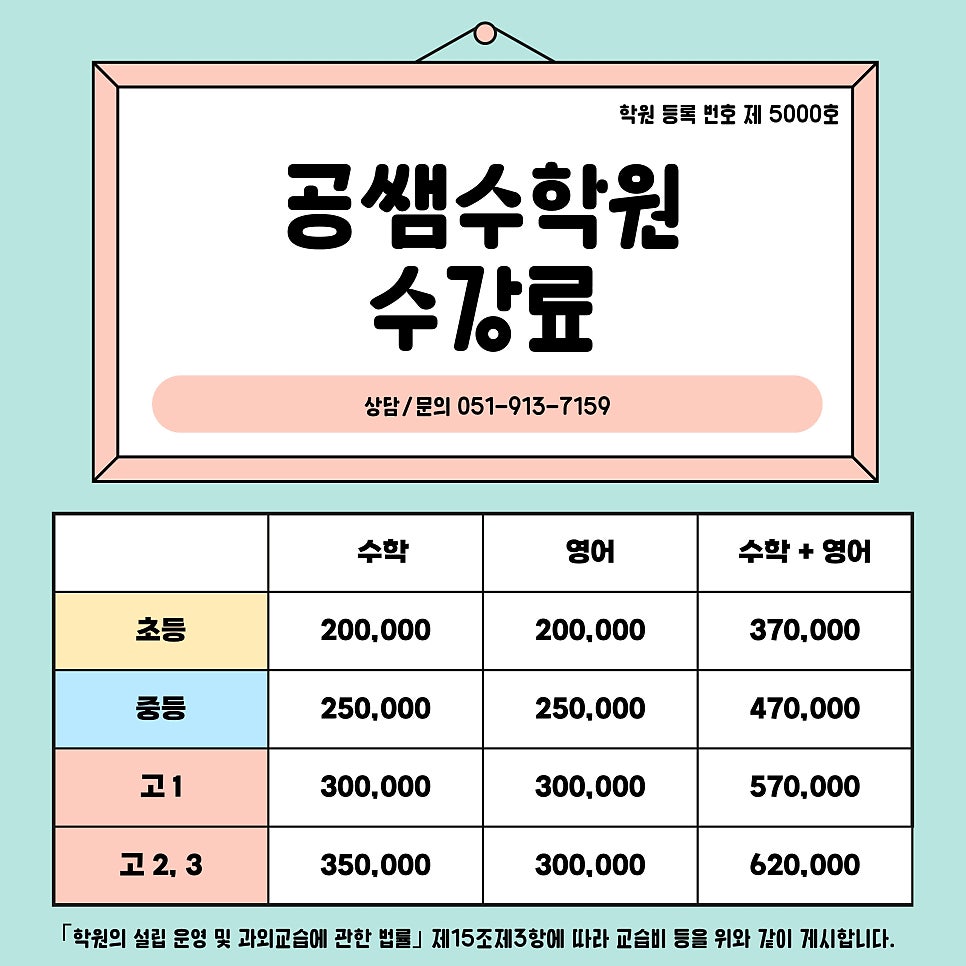 학원 등록 번호 제 5000호
공쌤수학원
수강료
상담/문의 051-913-7159
수학 영어 수학 + 영어
초등 200,000 200,000 370,000
중등 250,000 250,000 470,000
고 1 300,000 300,000 570,000
고 2, 3 350,000 300,000 620,000
「학원의 설립 운영 및 과외교습에 관한 법률」 제15조제3항에 따라 교습비 등을 위와 같이 게시합니다.